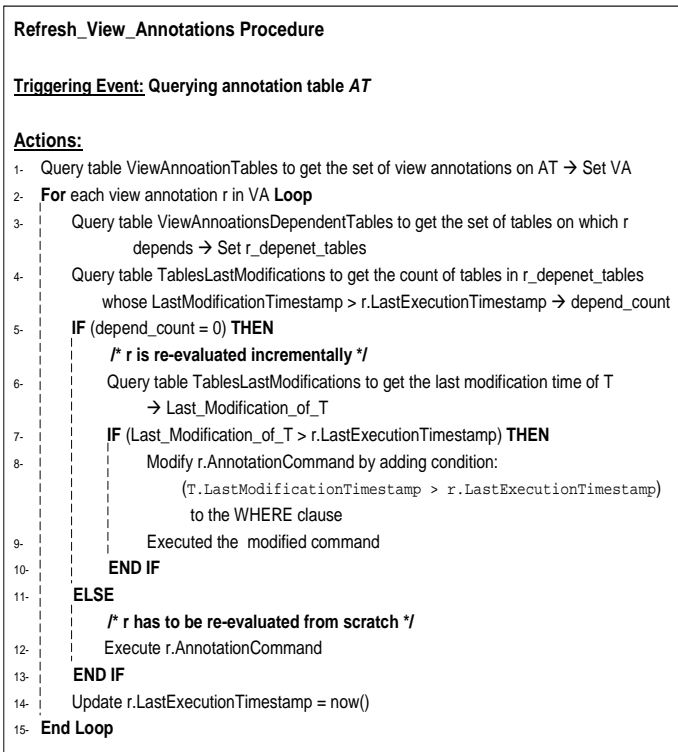 Refresh_View_Annotations Procedure
Triggering Event: Querying annotation table AT
Actions:
1- Query table ViewAnnoationTables to get the set of view annotations on AT → Set VA
2- For each view annotation r in VA Loop
3- Query table ViewAnnoationsDependentTables to get the set of tables on which r
depends → Set r_depenet_tables
4- Query table TablesLastModifications to get the count of tables in r_depenet_tables
whose LastModificationTimestamp > r.LastExecutionTimestamp → depend_count
5- IF (depend_count = 0) THEN
/* r is re-evaluated incrementally */
6- Query table TablesLastModifications to get the last modification time of T
→ Last_Modification_of_T
7- IF (Last_Modification_of_T > r.LastExecutionTimestamp) THEN
8- Modify r.AnnotationCommand by adding condition:
(T.LastModificationTimestamp > r.LastExecutionTimestamp)
to the WHERE clause
9- Executed the modified command
10- END IF
11- ELSE
/* r has to be re-evaluated from scratch */
12- Execute r.AnnotationCommand
13- END IF
14- Update r.LastExecutionTimestamp = now()
15- End Loop